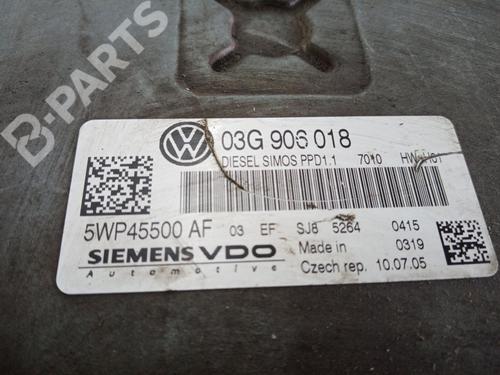 B-PARTS
03G 906 018
DIESEL SIMOS PPD1.1 7010
5WP45500 AF 03 EF SJ8 5264 0415
SIEMENS VDO Made in 0319
Automotive Czech rep. 10.07.05